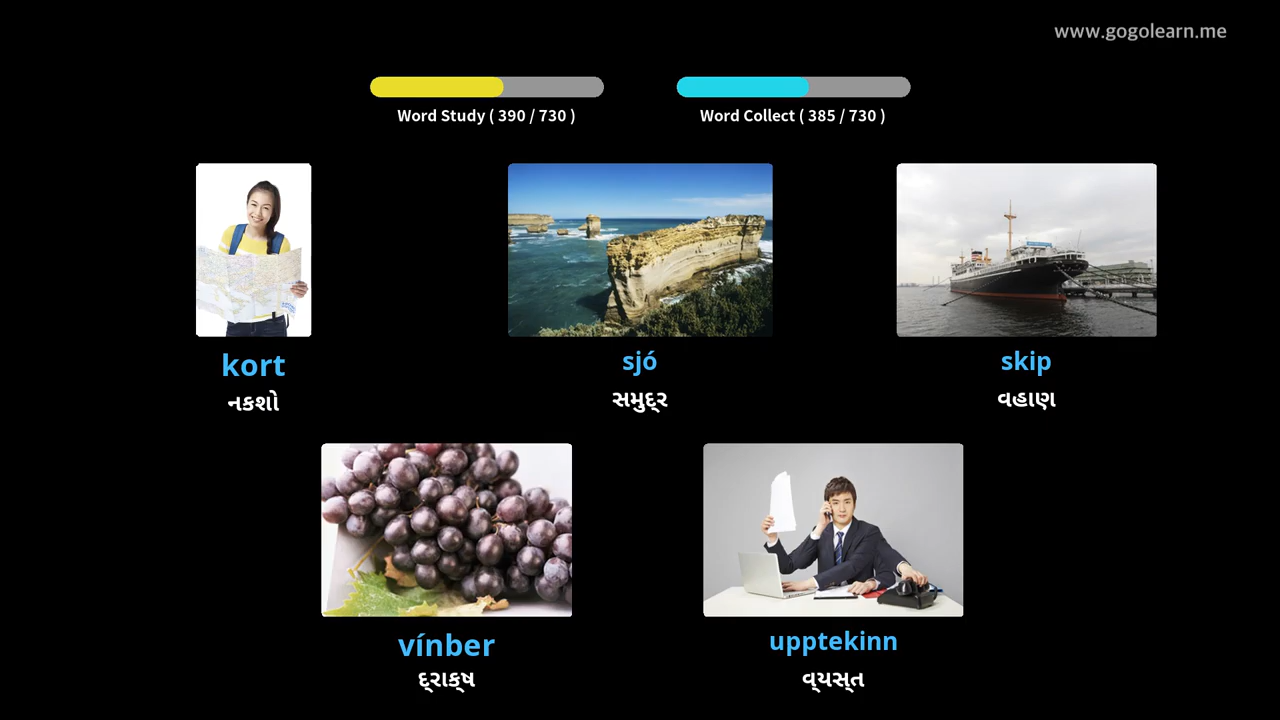 www.gogolearn.me
Word Study ( 390 / 730 )
Word Collect ( 385 / 730 )
kort
નકશો
sjó
સમુદ્ર
skip
વહાણ
vínber
દ્રાક્ષ
upptekinn
વ્યસ્ત